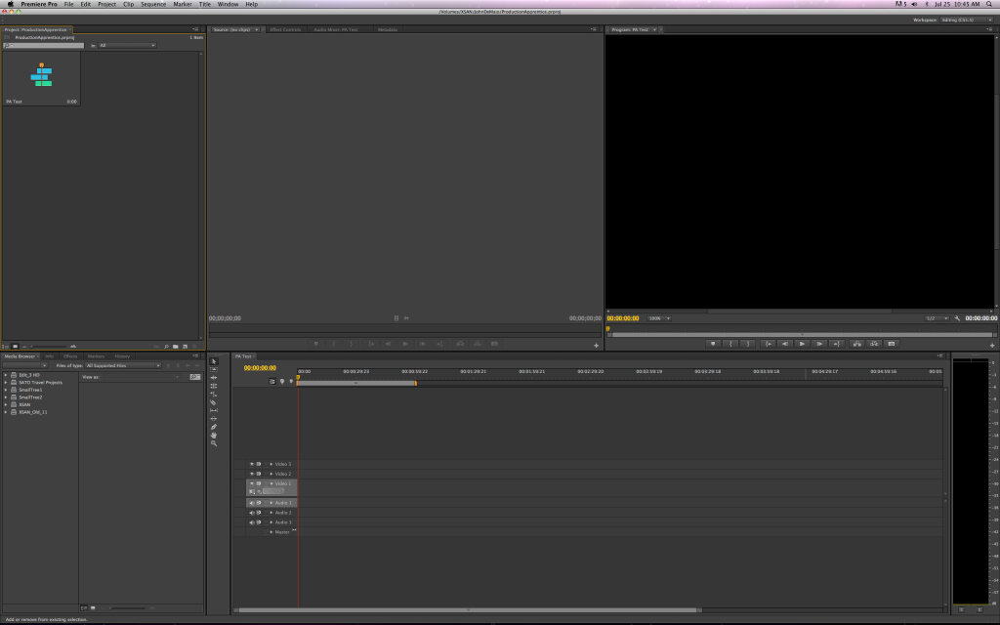 Premiere Pro File Edit Project Clip Sequence Marker Title Window Help
5 Jul 25 10:45 AM
/Volumes/XSAN/JohnDeMaio/ProductionApprentice.prproj
Workspace: Editing (CS5.5)
Project: ProductionApprentice
ProductionApprentice.prproj
1 Item
In: All
PA Test 0:00
Source: (no clips) Effect Controls Audio Mixer: PA Test Metadata
00;00;00;00 00;00;00;00
Program: PA Test
00:00:00:00 100% 1/2 00:00:00:00
Media Browser Info Effects Markers History
Files of type: All Supported Files
View as:
Edit_3 HD
SATO Travel Projects
SmallTree1
SmallTree2
XSAN
XSAN_Old_11
PA Test
00:00:00:00
00:00 00:00:29:23 00:00:59:22 00:01:29:21 00:01:59:21 00:02:29:20 00:02:59:19 00:03:29:18 00:03:59:18 00:04:29:17 00:04:59:16
Video 3
Video 2
Video 1
Audio 1
Audio 2
Audio 3
Master
Add or remove from existing selection.